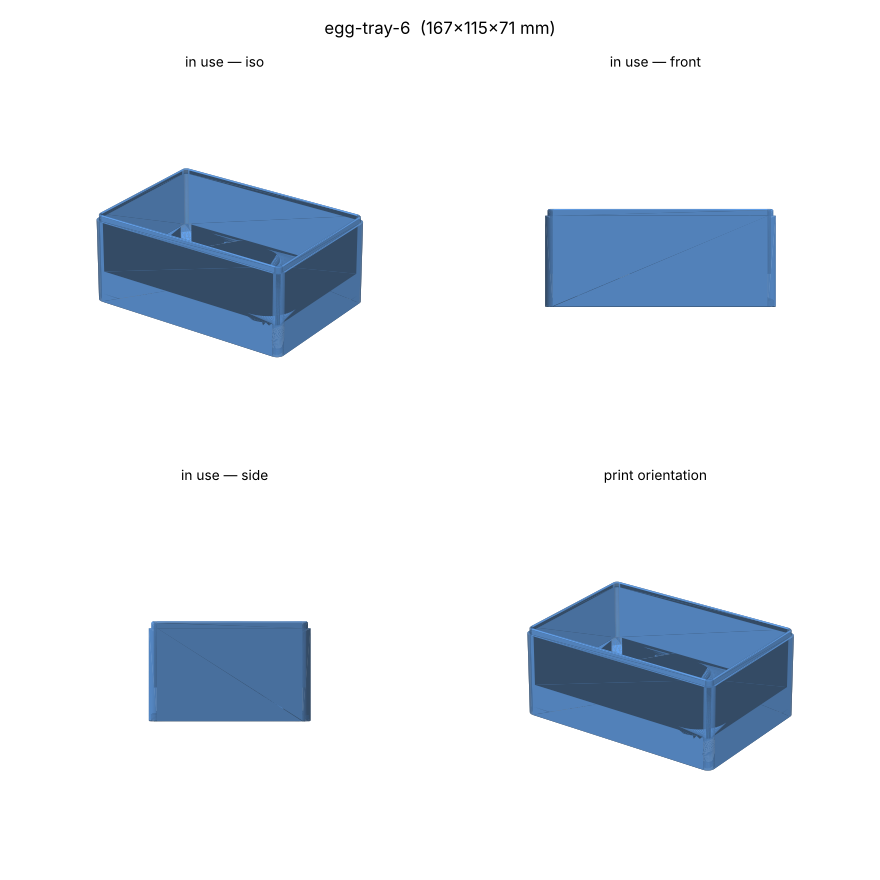 egg-tray-6  (167×115×71 mm)
in use — iso
in use — front
in use — side
print orientation